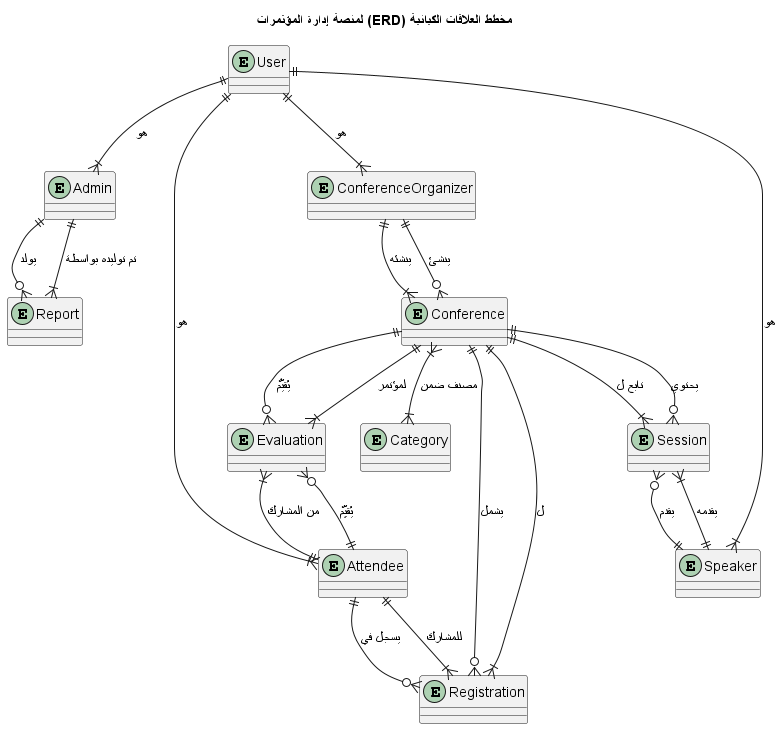 مخطط العلاقات الكيانية (ERD) لمنصة إدارة المؤتمرات
E User
هو
هو
E Admin
E ConferenceOrganizer
يولد
تم توليده بواسطة
ينشئه
ينشئ
هو
هو
E Report
E Conference
يُقيّم
لمؤتمر
مصنف ضمن
تابع ل
يحتوي
E Evaluation
E Category
E Session
من المشارك
يُقيّم
يشمل
ل
يقدم
يقدمه
E Attendee
E Speaker
يسجل في
للمشارك
E Registration